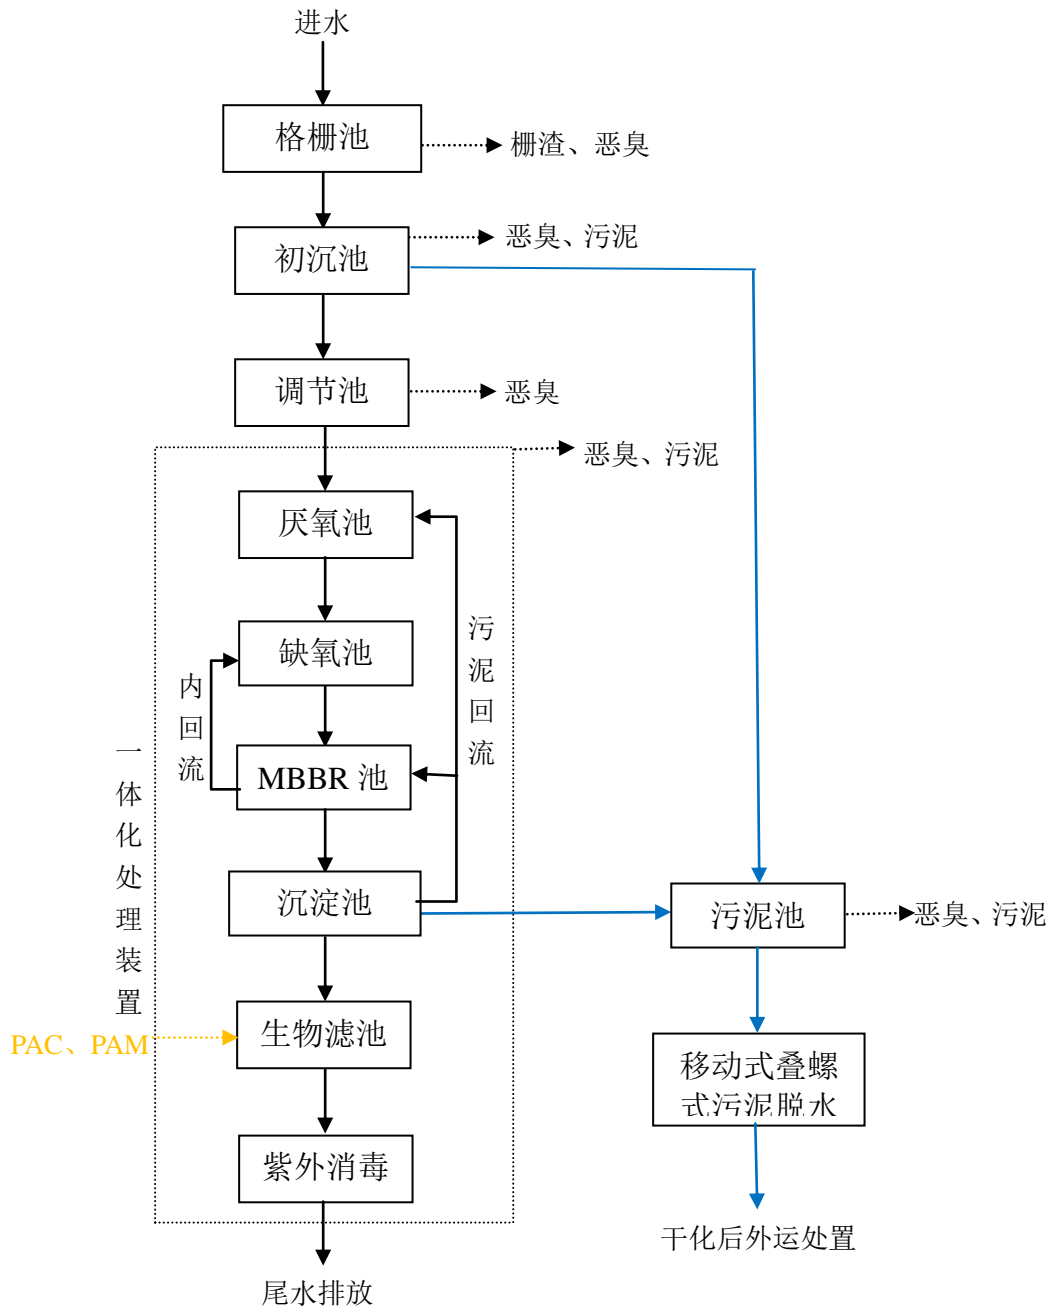 进水
格栅池
栅渣、恶臭
恶臭、污泥
初沉池
调节池
恶臭
恶臭、污泥
厌氧池
污泥回流
缺氧池
内回流
一体化处理装置
MBBR 池
沉淀池
污泥池
恶臭、污泥
PAC、PAM
生物滤池
移动式叠螺
式污泥脱水
紫外消毒
干化后外运处置
尾水排放